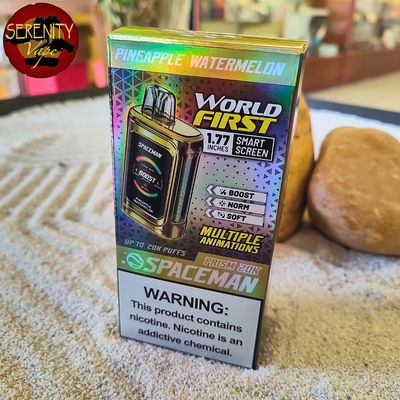 SERENITY
Vape
PINEAPPLE WATERMELON
WORLD
FIRST
1.77
INCHES
SMART
SCREEN
SPACEMAN
BOOST
BOOST
NORM
SOFT
MULTIPLE
ANIMATIONS
UP TO 20K PUFFS
PRISM 20K
SPACEMAN
WARNING:
This product contains
nicotine. Nicotine is an
addictive chemical.